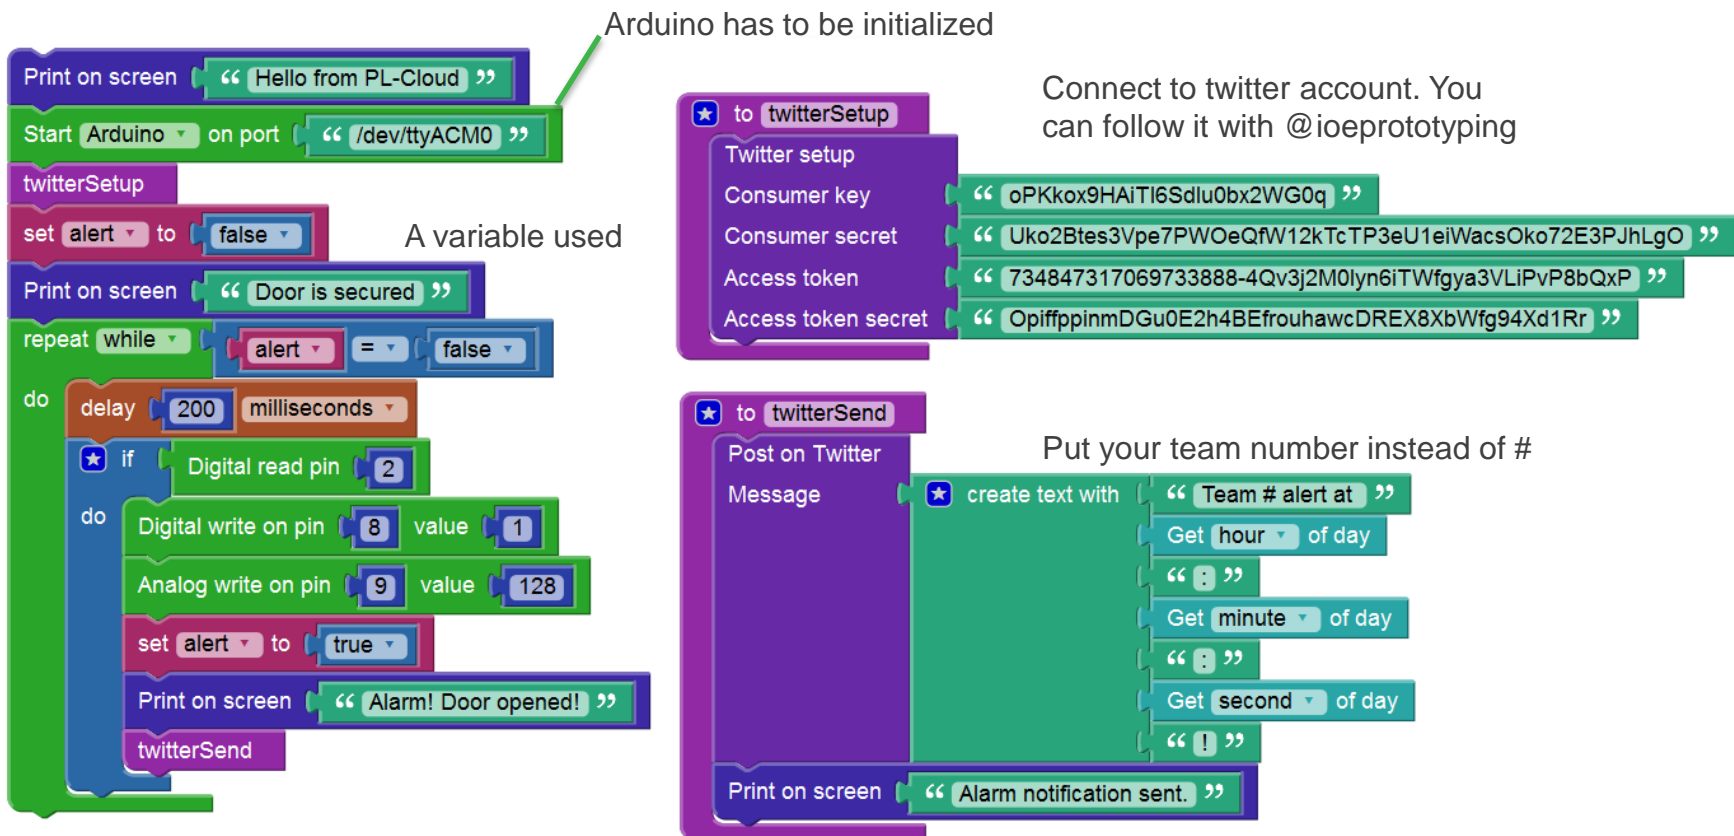 Arduino has to be initialized
Print on screen “ Hello from PL-Cloud ”
Start Arduino on port “ /dev/ttyACM0 ”
twitterSetup
set alert to false
A variable used
Print on screen “ Door is secured ”
repeat while alert = false
do
delay 200 milliseconds
if Digital read pin 2
do
Digital write on pin 8 value 1
Analog write on pin 9 value 128
set alert to true
Print on screen “ Alarm! Door opened! ”
twitterSend
Connect to twitter account. You
can follow it with @ioeprototyping
to twitterSetup
Twitter setup
Consumer key “ oPKkox9HAiTI6Sdlu0bx2WG0q ”
Consumer secret “ Uko2Btes3Vpe7PWOeQfW12kTcTP3eU1eiWacsOko72E3PJhLgO ”
Access token “ 734847317069733888-4Qv3j2M0lyn6iTWfgya3VLiPvP8bQxP ”
Access token secret “ OpiffppinmDGu0E2h4BEfrouhawcDREX8XbWfg94Xd1Rr ”
to twitterSend
Put your team number instead of #
Post on Twitter
Message create text with “ Team # alert at ”
Get hour of day
“ : ”
Get minute of day
“ : ”
Get second of day
“ ! ”
Print on screen “ Alarm notification sent. ”